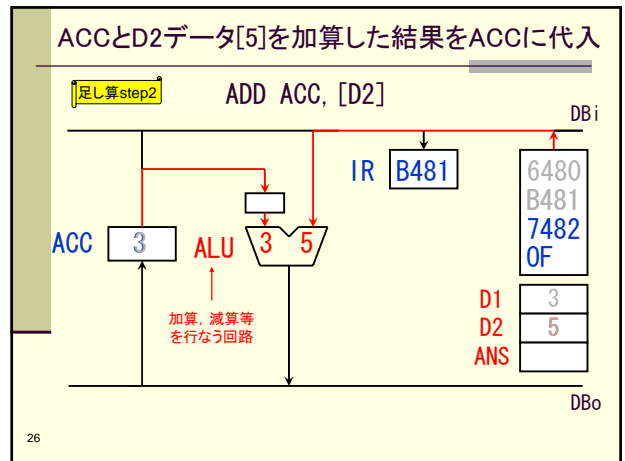 ACCとD2データ[5]を加算した結果をACCに代入
足し算step2
ADD ACC, [D2]
DBi
IR B481
6480
B481
7482
0F
ACC 3
ALU 3 5
加算, 減算等
を行なう回路
D1 3
D2 5
ANS
DBo
26